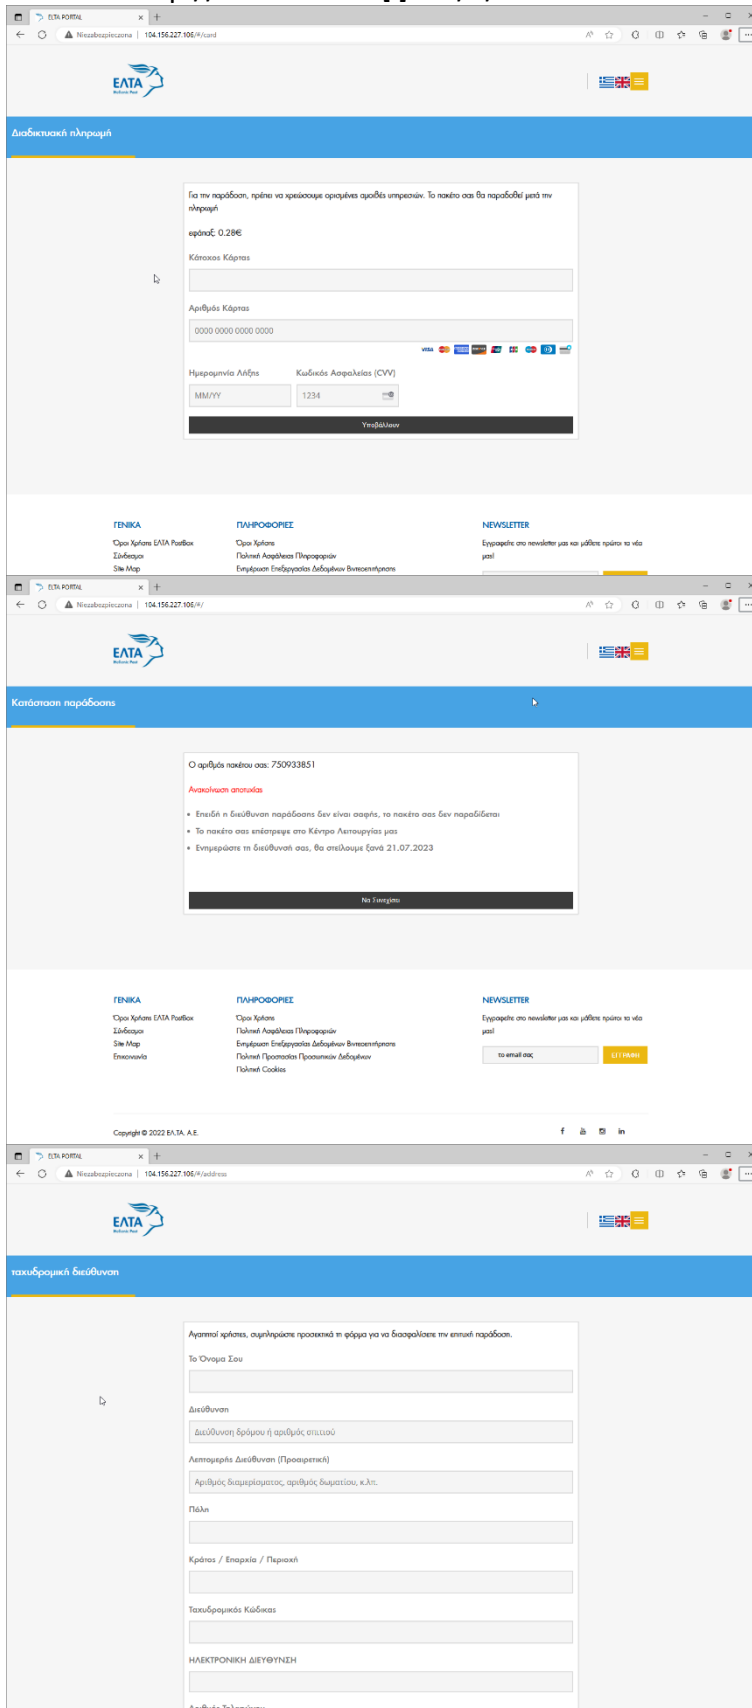 ELTA PORTAL
Niezabezpieczona | 104.156.227.106/#/card
ΕΛΤΑ
Hellenic Post
Διαδικτυακή πληρωμή
Για την παράδοση, πρέπει να χρεώσουμε ορισμένες αμοιβές υπηρεσιών. Το πακέτο σας θα παραδοθεί μετά την
πληρωμή
εφάπαξ: 0.28€
Κάτοχος Κάρτας
Αριθμός Κάρτας
0000 0000 0000 0000
VISA
Ημερομηνία Λήξης Κωδικός Ασφαλείας (CVV)
MM/YY 1234
Υποβάλλουν
ΓΕΝΙΚΑ ΠΛΗΡΟΦΟΡΙΕΣ NEWSLETTER
Όροι Χρήσης ΕΛΤΑ PostBox Όροι Χρήσης Εγγραφείτε στο newsletter μας και μάθετε πρώτοι τα νέα
Σύνδεσμοι Πολιτική Ασφάλειας Πληροφοριών μας!
Site Map Ενημέρωση Επεξεργασίας Δεδομένων Βιντεοεπιτήρησης
ELTA PORTAL
Niezabezpieczona | 104.156.227.106/#/
ΕΛΤΑ
Hellenic Post
Κατάσταση παράδοσης
Ο αριθμός πακέτου σας: 750933851
Ανακοίνωση αποτυχίας
• Επειδή η διεύθυνση παράδοσης δεν είναι σαφής, το πακέτο σας δεν παραδίδεται
• Το πακέτο σας επέστρεψε στο Κέντρο Λειτουργίας μας
• Ενημερώστε τη διεύθυνσή σας, θα στείλουμε ξανά 21.07.2023
Να Συνεχίσει
ΓΕΝΙΚΑ ΠΛΗΡΟΦΟΡΙΕΣ NEWSLETTER
Όροι Χρήσης ΕΛΤΑ PostBox Όροι Χρήσης Εγγραφείτε στο newsletter μας και μάθετε πρώτοι τα νέα
Σύνδεσμοι Πολιτική Ασφάλειας Πληροφοριών μας!
Site Map Ενημέρωση Επεξεργασίας Δεδομένων Βιντεοεπιτήρησης
Επικοινωνία Πολιτική Προστασίας Προσωπικών Δεδομένων το email σας ΕΓΓΡΑΦΗ
Πολιτική Cookies
Copyright © 2022 ΕΛ.ΤΑ. Α.Ε.
ELTA PORTAL
Niezabezpieczona | 104.156.227.106/#/address
ΕΛΤΑ
Hellenic Post
ταχυδρομική διεύθυνση
Αγαπητοί χρήστες, συμπληρώστε προσεκτικά τη φόρμα για να διασφαλίσετε την επιτυχή παράδοση.
Το Όνομα Σου
Διεύθυνση
Διεύθυνση δρόμου ή αριθμός σπιτιού
Λεπτομερής Διεύθυνση (Προαιρετική)
Αριθμός διαμερίσματος, αριθμός δωματίου, κ.λπ.
Πόλη
Κράτος / Επαρχία / Περιοχή
Ταχυδρομικός Κώδικας
ΗΛΕΚΤΡΟΝΙΚΗ ΔΙΕΥΘΥΝΣΗ